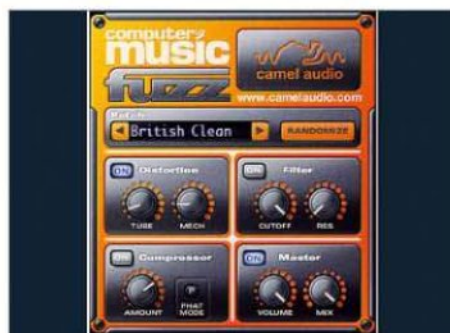 computer
music
fuzz
camel audio
www.camelaudio.com
Patch
British Clean
RANDOMIZE
ON Distortion
TUBE MECH
ON Filter
CUTOFF RES
ON Compressor
AMOUNT PHAT
MODE
ON Master
VOLUME MIX